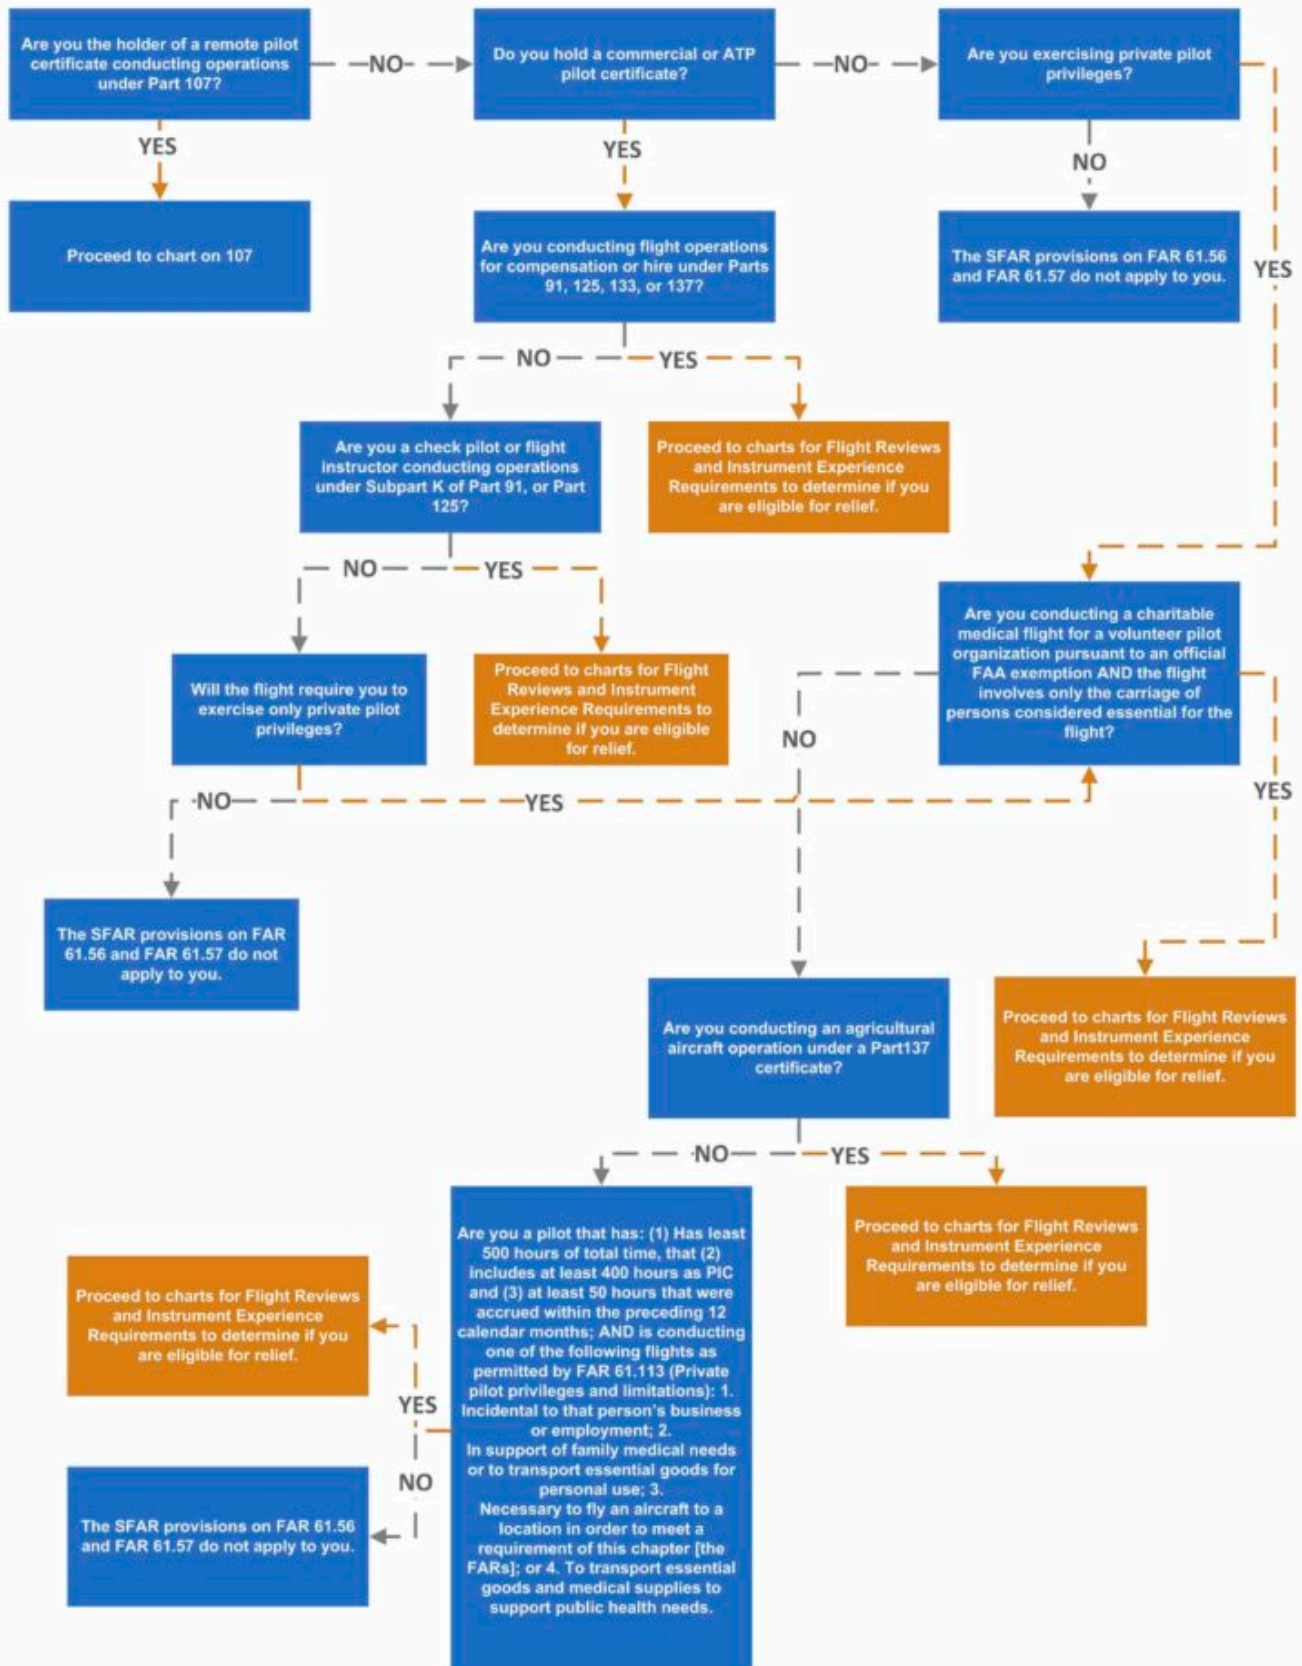 Are you the holder of a remote pilot
certificate conducting operations
under Part 107?
NO
Do you hold a commercial or ATP
pilot certificate?
NO
Are you exercising private pilot
privileges?
YES
YES
NO
Proceed to chart on 107
Are you conducting flight operations
for compensation or hire under Parts
91, 125, 133, or 137?
The SFAR provisions on FAR 61.56
and FAR 61.57 do not apply to you.
YES
NO
YES
Are you a check pilot or flight
instructor conducting operations
under Subpart K of Part 91, or Part
125?
Proceed to charts for Flight Reviews
and Instrument Experience
Requirements to determine if you
are eligible for relief.
NO
YES
Are you conducting a charitable
medical flight for a volunteer pilot
organization pursuant to an official
FAA exemption AND the flight
involves only the carriage of
persons considered essential for the
flight?
Will the flight require you to
exercise only private pilot
privileges?
Proceed to charts for Flight
Reviews and Instrument
Experience Requirements to
determine if you are eligible
for relief.
NO
YES
NO
YES
The SFAR provisions on FAR
61.56 and FAR 61.57 do not
apply to you.
Are you conducting an agricultural
aircraft operation under a Part137
certificate?
Proceed to charts for Flight Reviews
and Instrument Experience
Requirements to determine if you
are eligible for relief.
NO
YES
Are you a pilot that has: (1) Has least
500 hours of total time, that (2)
includes at least 400 hours as PIC
and (3) at least 50 hours that were
accrued within the preceding 12
calendar months; AND is conducting
one of the following flights as
permitted by FAR 61.113 (Private
pilot privileges and limitations): 1.
Incidental to that person's business
or employment; 2.
In support of family medical needs
or to transport essential goods for
personal use; 3.
Necessary to fly an aircraft to a
location in order to meet a
requirement of this chapter [the
FARs]; or 4. To transport essential
goods and medical supplies to
support public health needs.
Proceed to charts for Flight Reviews
and Instrument Experience
Requirements to determine if you
are eligible for relief.
Proceed to charts for Flight Reviews
and Instrument Experience
Requirements to determine if you
are eligible for relief.
YES
NO
The SFAR provisions on FAR 61.56
and FAR 61.57 do not apply to you.